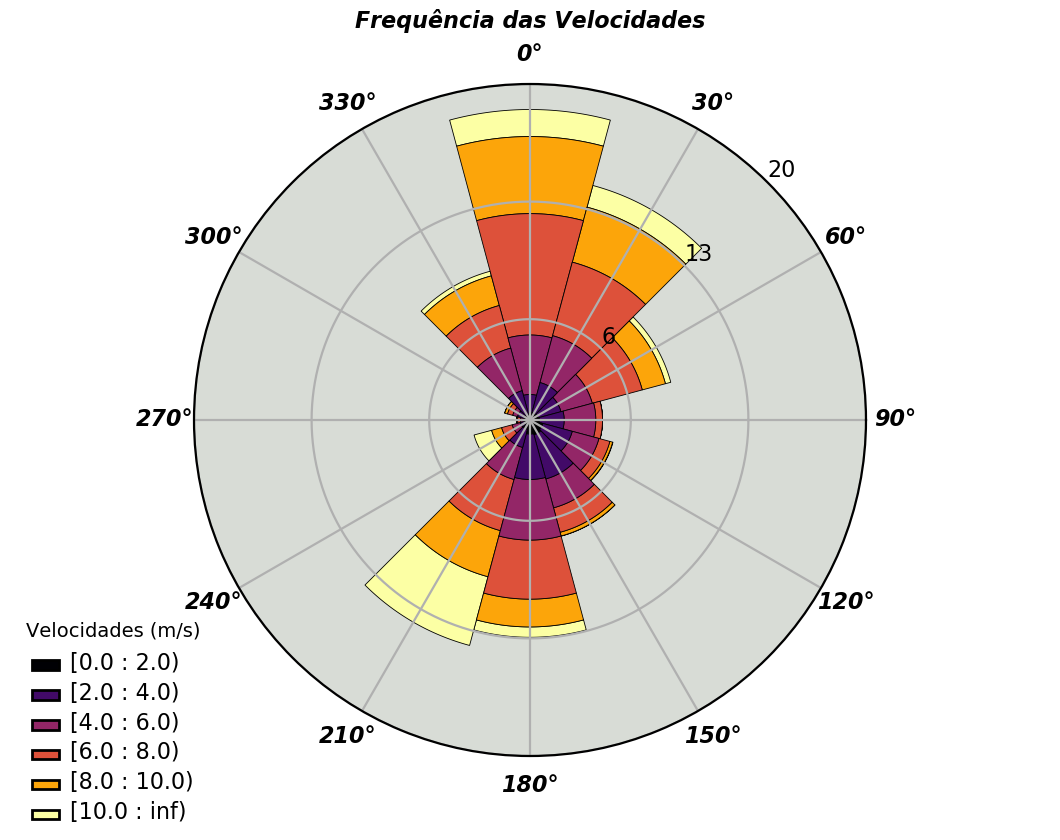 Frequência das Velocidades
0°
330°
30°
20
300°
60°
13
6
270°
90°
240°
120°
210°
150°
180°
Velocidades (m/s)
[0.0 : 2.0)
[2.0 : 4.0)
[4.0 : 6.0)
[6.0 : 8.0)
[8.0 : 10.0)
[10.0 : inf)